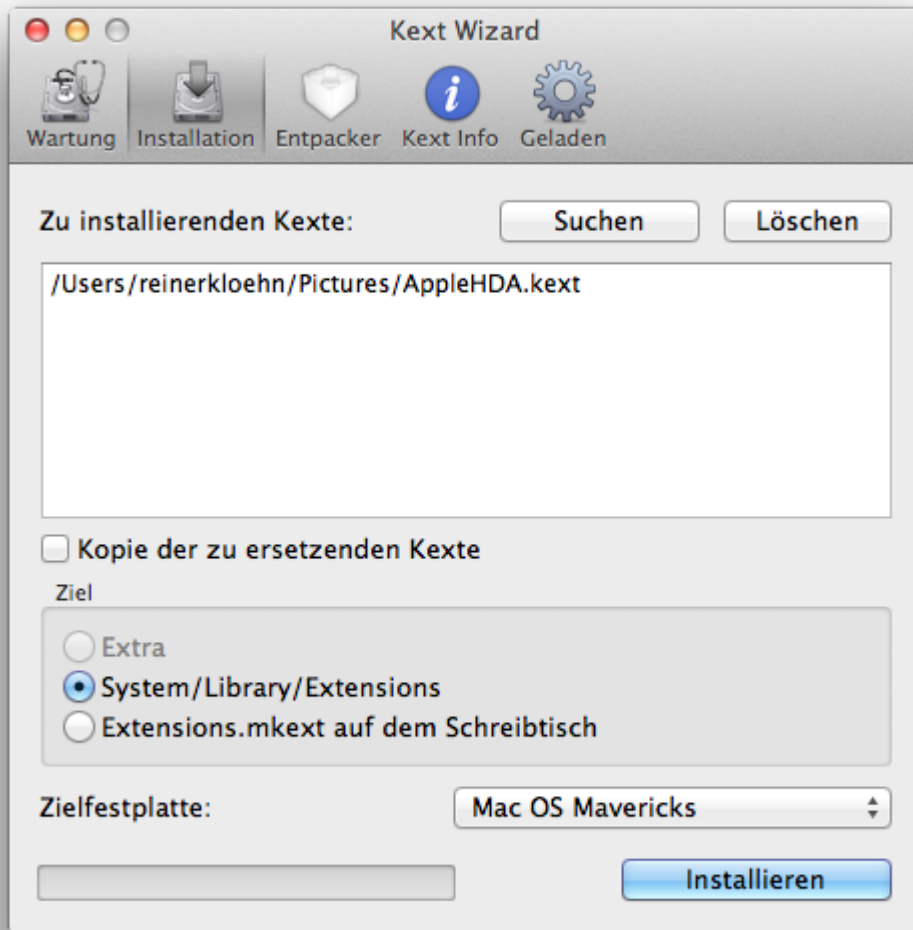 Kext Wizard
Wartung Installation Entpacker Kext Info Geladen
Zu installierenden Kexte: Suchen Löschen
/Users/reinerkloehn/Pictures/AppleHDA.kext
Kopie der zu ersetzenden Kexte
Ziel
Extra
System/Library/Extensions
Extensions.mkext auf dem Schreibtisch
Zielfestplatte: Mac OS Mavericks
Installieren